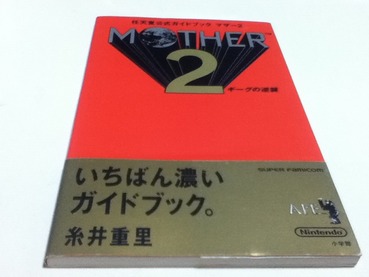 任天堂公式ガイドブック マザー2
MOTHER
2
ギーグの逆襲
いちばん濃い
ガイドブック。
糸井重里
SUPER FAMICOM
APE
Nintendo
小学館